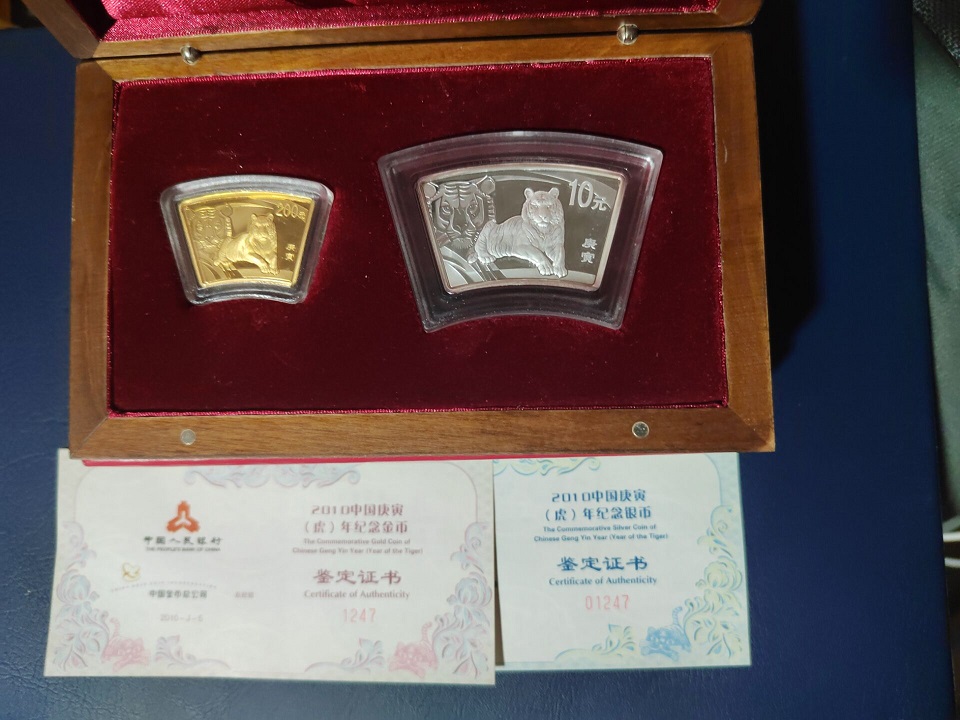 200元
庚
寅
10元
庚
寅
中国人民银行
THE PEOPLE'S BANK OF CHINA
中国金币总公司
2010中国庚寅
（虎）年纪念金币
The Commemorative Gold Coin of
Chinese Geng Yin Year (Year of the Tiger)
鉴定证书
Certificate of Authenticity
1247
2010中国庚寅
（虎）年纪念银币
The Commemorative Silver Coin of
Chinese Geng Yin Year (Year of the Tiger)
鉴定证书
Certificate of Authenticity
01247